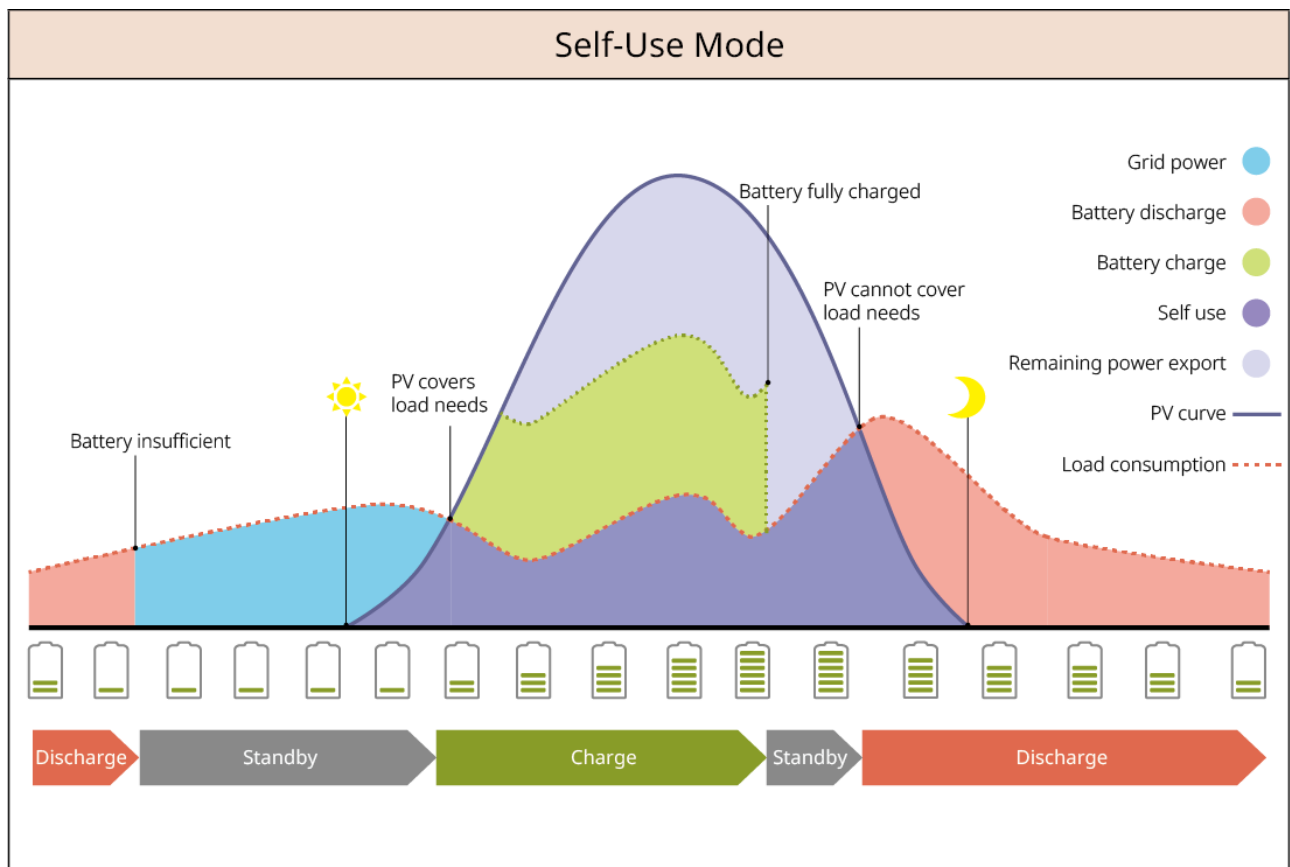 Self-Use Mode
Battery fully charged
Grid power
Battery discharge
Battery charge
Self use
Remaining power export
PV curve
Load consumption
PV cannot cover
load needs
PV covers
load needs
Battery insufficient
Discharge
Standby
Charge
Standby
Discharge